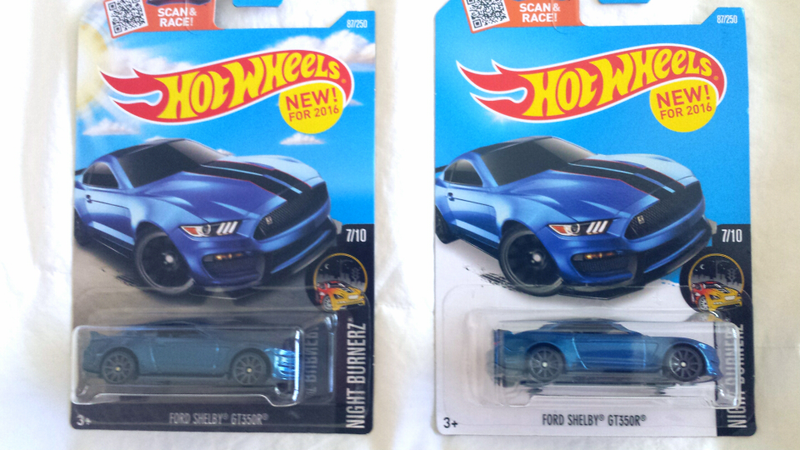 SCAN &
RACE!
87/250
HOT WHEELS®
NEW!
FOR 2016
7/10
NIGHT BURNERZ®
FORD SHELBY® GT350R®
3+
SCAN &
RACE!
87/250
HOT WHEELS®
NEW!
FOR 2016
7/10
NIGHT BURNERZ
FORD SHELBY® GT350R®
3+